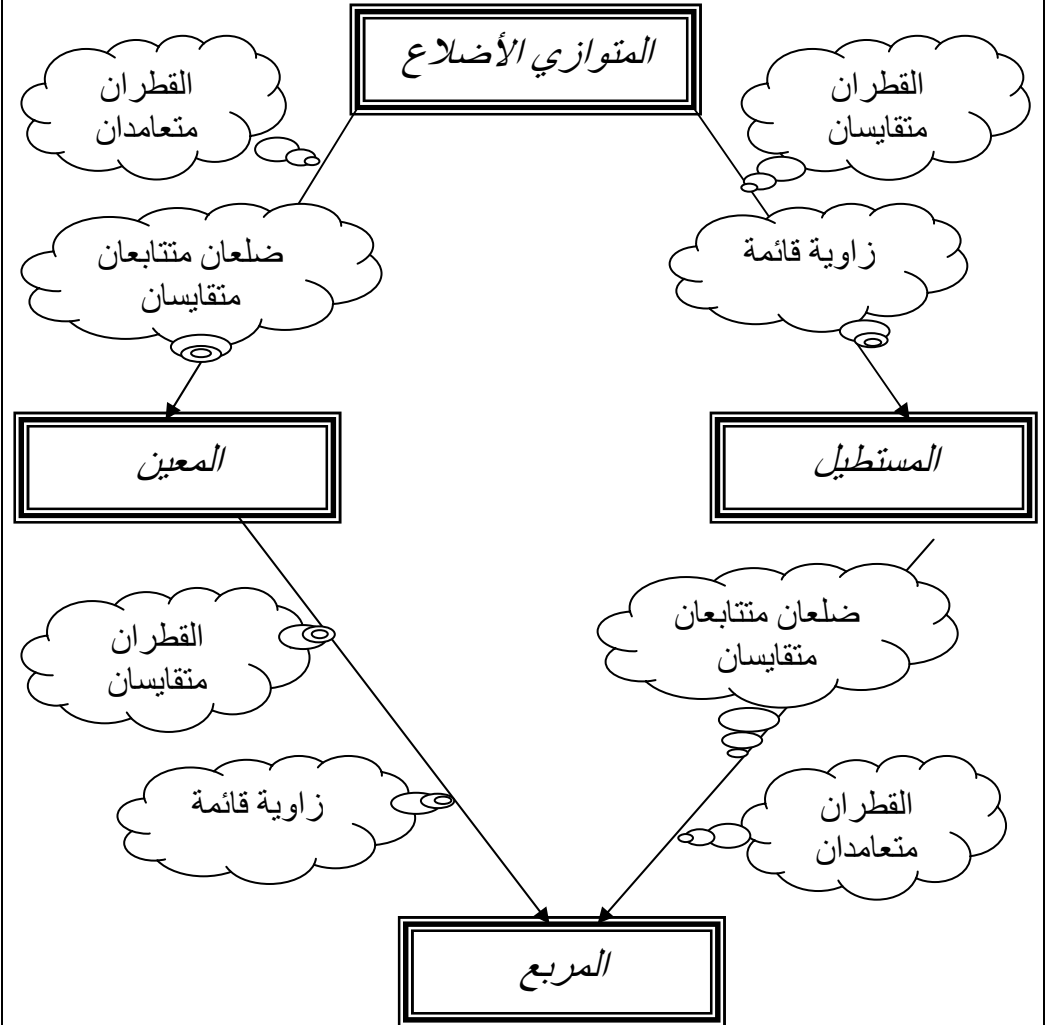 المتوازي الأضلاع
القطران
متقايسان
القطران
متعامدان
زاوية قائمة
ضلعان متتابعان
متقايسان
المستطيل
المعين
ضلعان متتابعان
متقايسان
القطران
متقايسان
القطران
متعامدان
زاوية قائمة
المربع